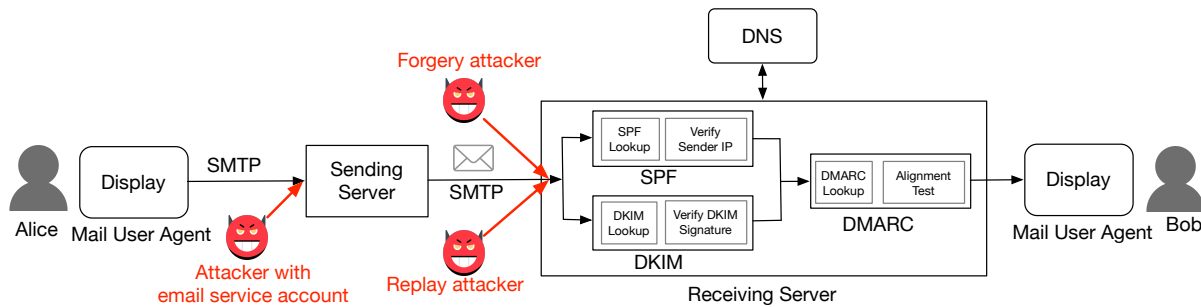 DNS
Forgery attacker
SMTP
Sending
Server
SMTP
Display
Alice
Mail User Agent
Attacker with
email service account
Replay attacker
SPF
Lookup
Verify
Sender IP
SPF
DKIM
Lookup
Verify DKIM
Signature
DKIM
DMARC
Lookup
Alignment
Test
DMARC
Receiving Server
Display
Mail User Agent
Bob